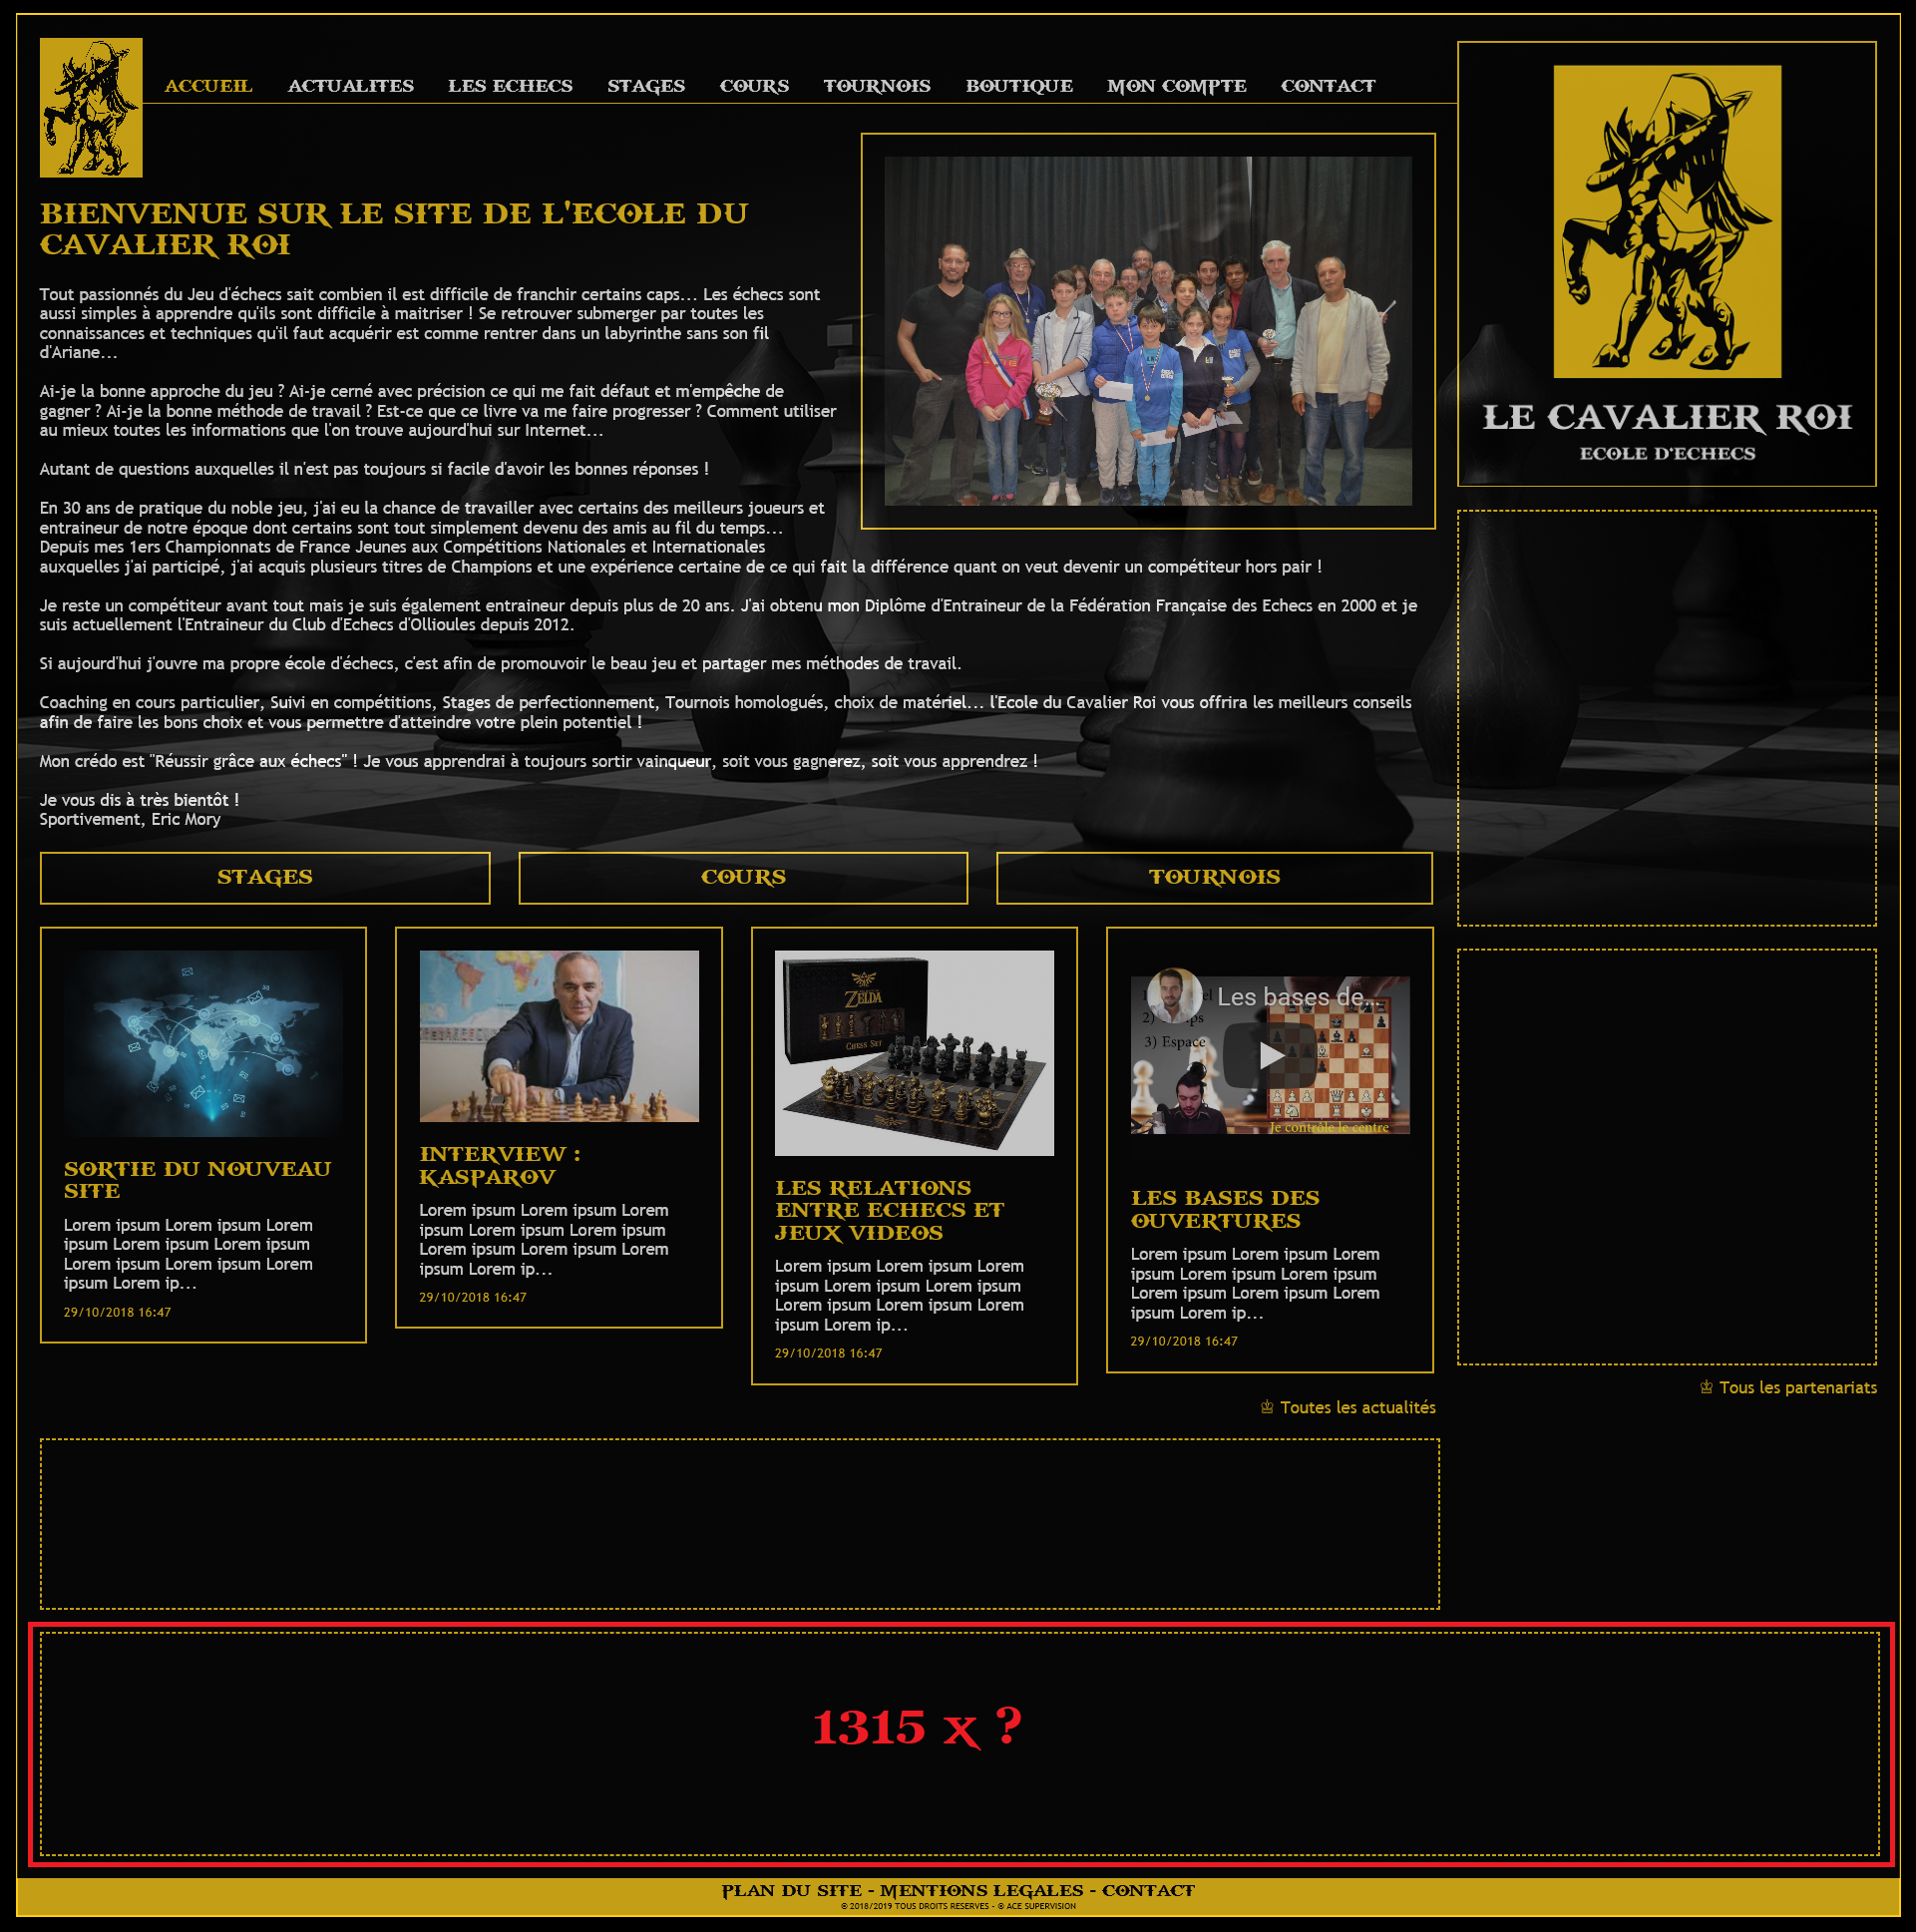 ACCUEIL ACTUALITES LES ECHECS STAGES COURS TOURNOIS BOUTIQUE MON COMPTE CONTACT
LE CAVALIER ROI
ECOLE D'ECHECS
BIENVENUE SUR LE SITE DE L'ECOLE DU
CAVALIER ROI
Tout passionnés du Jeu d'échecs sait combien il est difficile de franchir certains caps... Les échecs sont
aussi simples à apprendre qu'ils sont difficile à maitriser ! Se retrouver submerger par toutes les
connaissances et techniques qu'il faut acquérir est comme rentrer dans un labyrinthe sans son fil
d'Ariane...
Ai-je la bonne approche du jeu ? Ai-je cerné avec précision ce qui me fait défaut et m'empêche de
gagner ? Ai-je la bonne méthode de travail ? Est-ce que ce livre va me faire progresser ? Comment utiliser
au mieux toutes les informations que l'on trouve aujourd'hui sur Internet...
Autant de questions auxquelles il n'est pas toujours si facile d'avoir les bonnes réponses !
En 30 ans de pratique du noble jeu, j'ai eu la chance de travailler avec certains des meilleurs joueurs et
entraineur de notre époque dont certains sont tout simplement devenu des amis au fil du temps...
Depuis mes 1ers Championnats de France Jeunes aux Compétitions Nationales et Internationales
auxquelles j'ai participé, j'ai acquis plusieurs titres de Champions et une expérience certaine de ce qui fait la différence quant on veut devenir un compétiteur hors pair !
Je reste un compétiteur avant tout mais je suis également entraineur depuis plus de 20 ans. J'ai obtenu mon Diplôme d'Entraineur de la Fédération Française des Echecs en 2000 et je
suis actuellement l'Entraineur du Club d'Echecs d'Ollioules depuis 2012.
Si aujourd'hui j'ouvre ma propre école d'échecs, c'est afin de promouvoir le beau jeu et partager mes méthodes de travail.
Coaching en cours particulier, Suivi en compétitions, Stages de perfectionnement, Tournois homologués, choix de matériel... l'Ecole du Cavalier Roi vous offrira les meilleurs conseils
afin de faire les bons choix et vous permettre d'atteindre votre plein potentiel !
Mon crédo est "Réussir grâce aux échecs" ! Je vous apprendrai à toujours sortir vainqueur, soit vous gagnerez, soit vous apprendrez !
Je vous dis à très bientôt !
Sportivement, Eric Mory
STAGES
COURS
TOURNOIS
SORTIE DU NOUVEAU
SITE
Lorem ipsum Lorem ipsum Lorem
ipsum Lorem ipsum Lorem ipsum
Lorem ipsum Lorem ipsum Lorem
ipsum Lorem ip...
29/10/2018 16:47
INTERVIEW :
KASPAROV
Lorem ipsum Lorem ipsum Lorem
ipsum Lorem ipsum Lorem ipsum
Lorem ipsum Lorem ipsum Lorem
ipsum Lorem ip...
29/10/2018 16:47
ZELDA
CHESS SET
LES RELATIONS
ENTRE ECHECS ET
JEUX VIDEOS
Lorem ipsum Lorem ipsum Lorem
ipsum Lorem ipsum Lorem ipsum
Lorem ipsum Lorem ipsum Lorem
ipsum Lorem ip...
29/10/2018 16:47
Les bases de...
3) Espace
Je contrôle le centre
LES BASES DES
OUVERTURES
Lorem ipsum Lorem ipsum Lorem
ipsum Lorem ipsum Lorem ipsum
Lorem ipsum Lorem ipsum Lorem
ipsum Lorem ip...
29/10/2018 16:47
♔ Toutes les actualités
♔ Tous les partenariats
1315 x ?
PLAN DU SITE - MENTIONS LEGALES - CONTACT
© 2018/2019 TOUS DROITS RESERVES - © ACE SUPERVISION